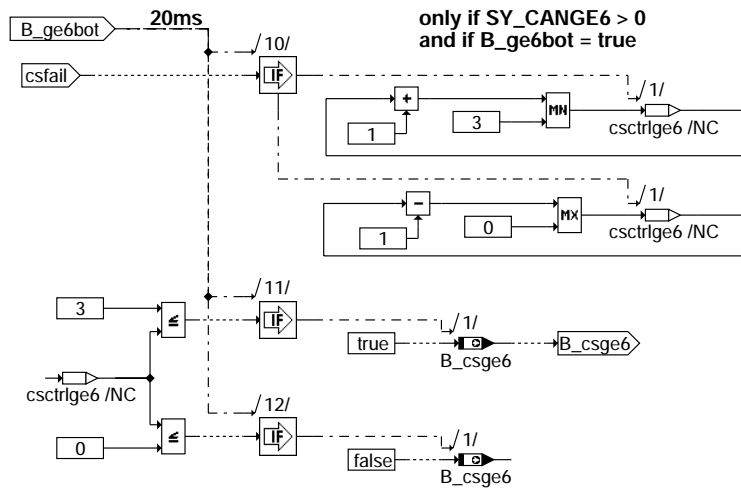 B_ge6bot
20ms
only if SY_CANGE6 > 0
and if B_ge6bot = true
/10/
csfail
IF
/1/
+
1
3
MN
csctrlge6 /NC
/1/
-
1
0
MX
csctrlge6 /NC
/11/
3
≤
IF
/1/
true
B_csge6
B_csge6
csctrlge6 /NC
/12/
0
≤
IF
/1/
false
B_csge6